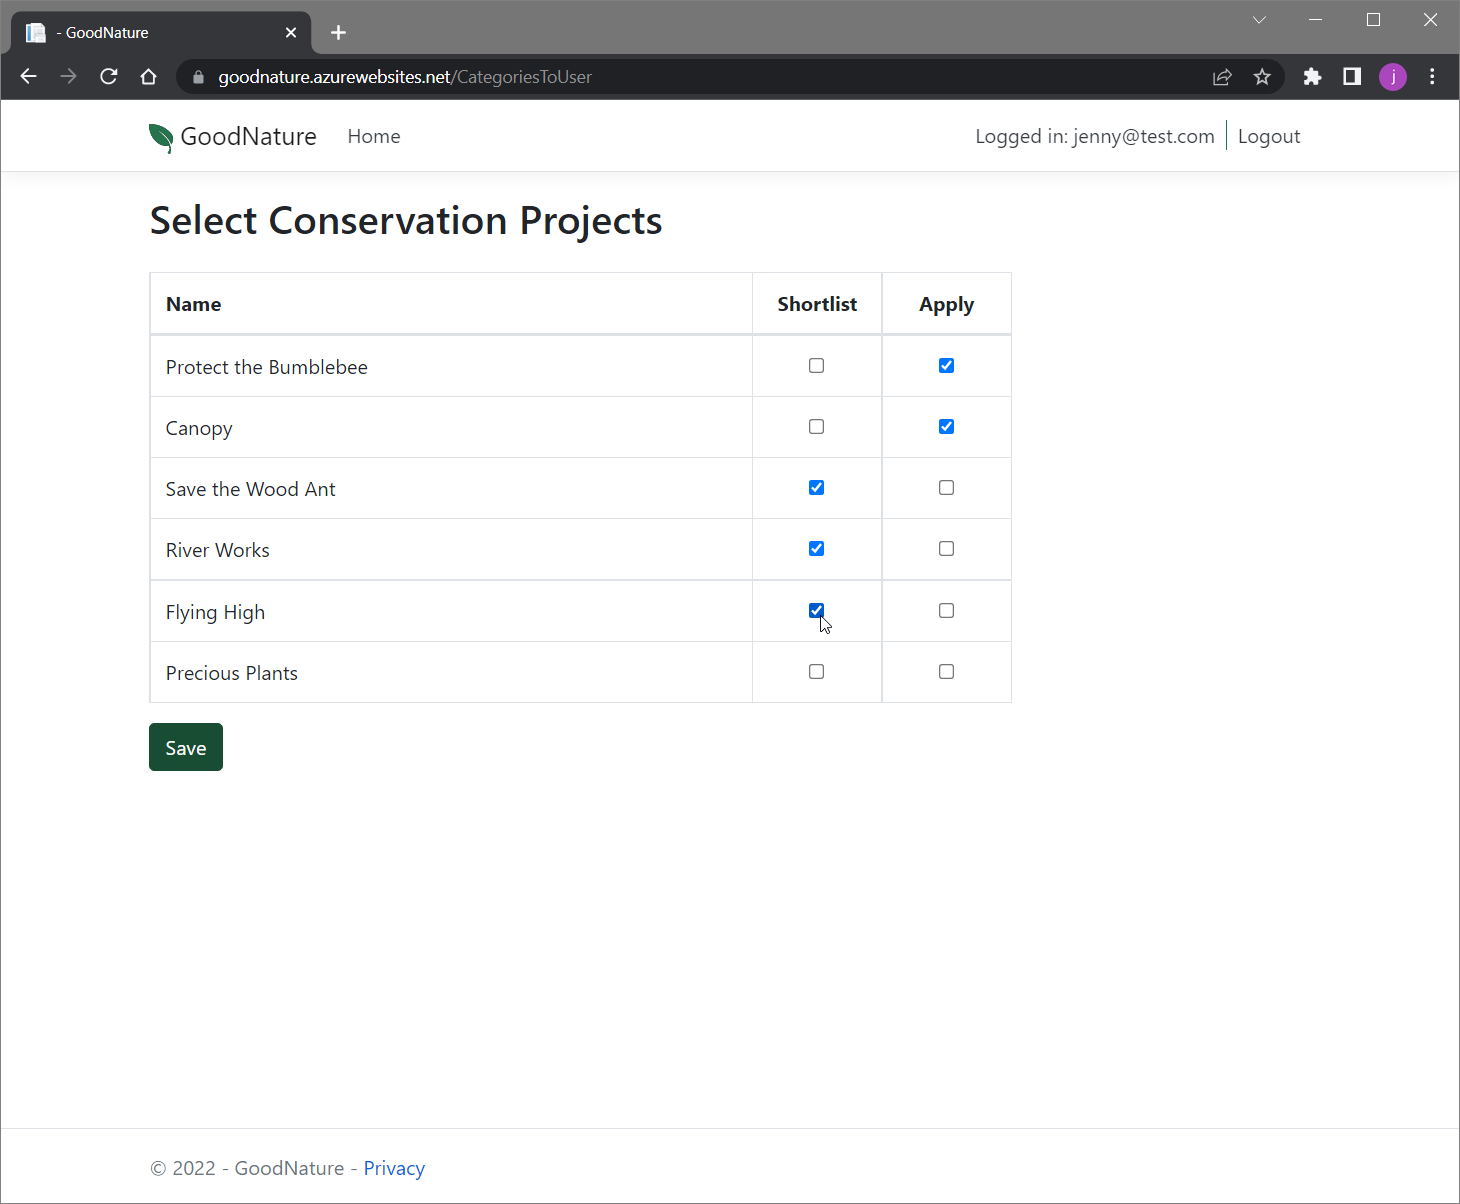 - GoodNature
goodnature.azurewebsites.net/CategoriesToUser
j
GoodNature Home Logged in: jenny@test.com Logout
Select Conservation Projects
Name Shortlist Apply
Protect the Bumblebee
Canopy
Save the Wood Ant
River Works
Flying High
Precious Plants
Save
© 2022 - GoodNature - Privacy